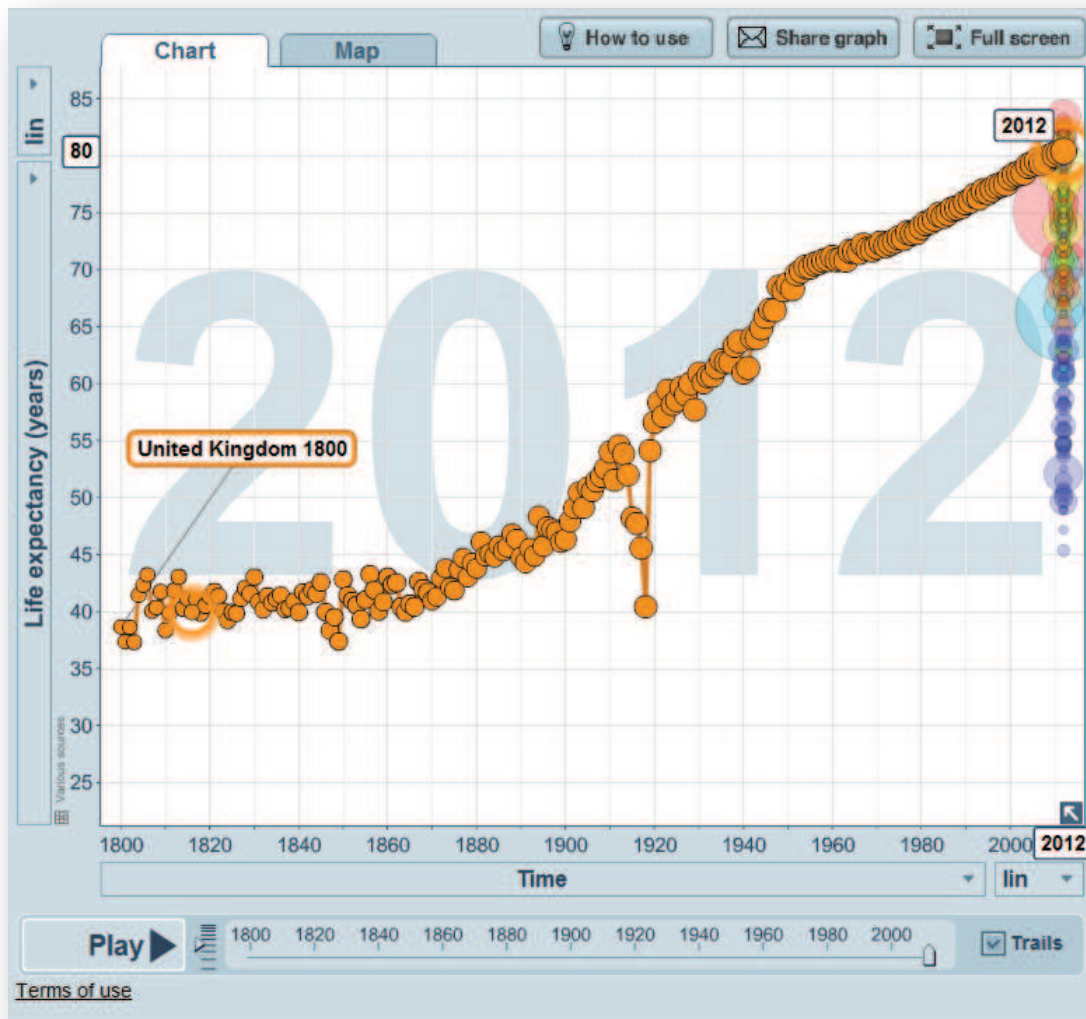 Chart
Map
How to use
Share graph
Full screen
lin
Life expectancy (years)
85
80
75
70
65
60
55
50
45
40
35
30
25
2012
2012
United Kingdom 1800
Various sources
1800 1820 1840 1860 1880 1900 1920 1940 1960 1980 2000 2012
Time
lin
Play
1800 1820 1840 1860 1880 1900 1920 1940 1960 1980 2000
Trails
Terms of use